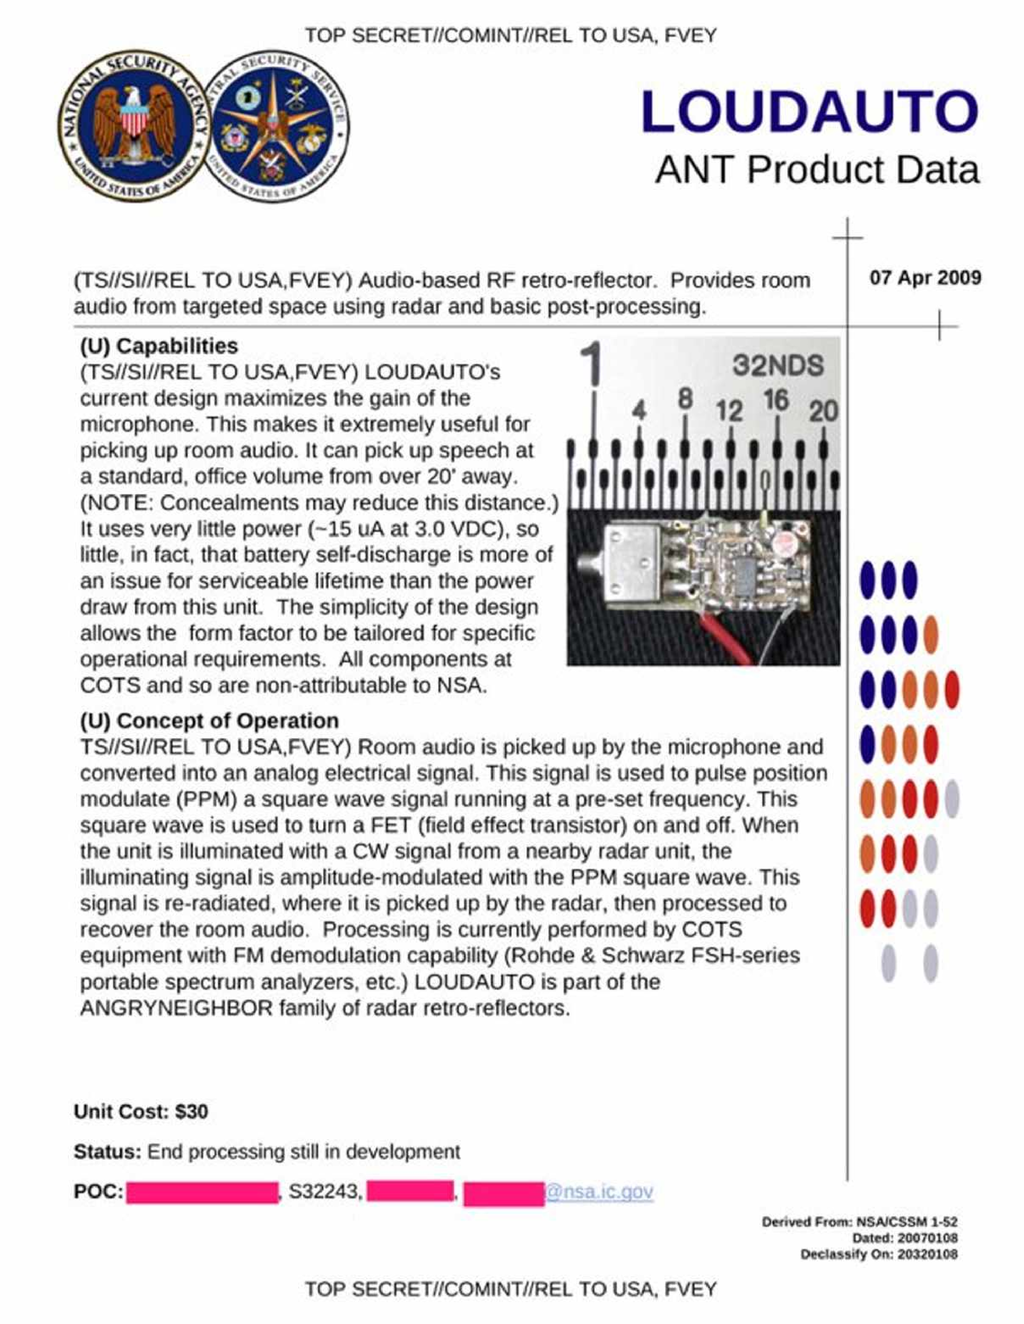 TOP SECRET//COMINT//REL TO USA, FVEY
NATIONAL SECURITY AGENCY
UNITED STATES OF AMERICA
CENTRAL SECURITY SERVICE
UNITED STATES OF AMERICA
LOUDAUTO
ANT Product Data
(TS//SI//REL TO USA,FVEY) Audio-based RF retro-reflector. Provides room
audio from targeted space using radar and basic post-processing.
07 Apr 2009
(U) Capabilities
(TS//SI//REL TO USA,FVEY) LOUDAUTO's
current design maximizes the gain of the
microphone. This makes it extremely useful for
picking up room audio. It can pick up speech at
a standard, office volume from over 20' away.
(NOTE: Concealments may reduce this distance.)
It uses very little power (~15 uA at 3.0 VDC), so
little, in fact, that battery self-discharge is more of
an issue for serviceable lifetime than the power
draw from this unit. The simplicity of the design
allows the form factor to be tailored for specific
operational requirements. All components at
COTS and so are non-attributable to NSA.
1
32NDS
4 8 12 16 20
(U) Concept of Operation
TS//SI//REL TO USA,FVEY) Room audio is picked up by the microphone and
converted into an analog electrical signal. This signal is used to pulse position
modulate (PPM) a square wave signal running at a pre-set frequency. This
square wave is used to turn a FET (field effect transistor) on and off. When
the unit is illuminated with a CW signal from a nearby radar unit, the
illuminating signal is amplitude-modulated with the PPM square wave. This
signal is re-radiated, where it is picked up by the radar, then processed to
recover the room audio. Processing is currently performed by COTS
equipment with FM demodulation capability (Rohde & Schwarz FSH-series
portable spectrum analyzers, etc.) LOUDAUTO is part of the
ANGRYNEIGHBOR family of radar retro-reflectors.
Unit Cost: $30
Status: End processing still in development
POC: , S32243, , @nsa.ic.gov
Derived From: NSA/CSSM 1-52
Dated: 20070108
Declassify On: 20320108
TOP SECRET//COMINT//REL TO USA, FVEY